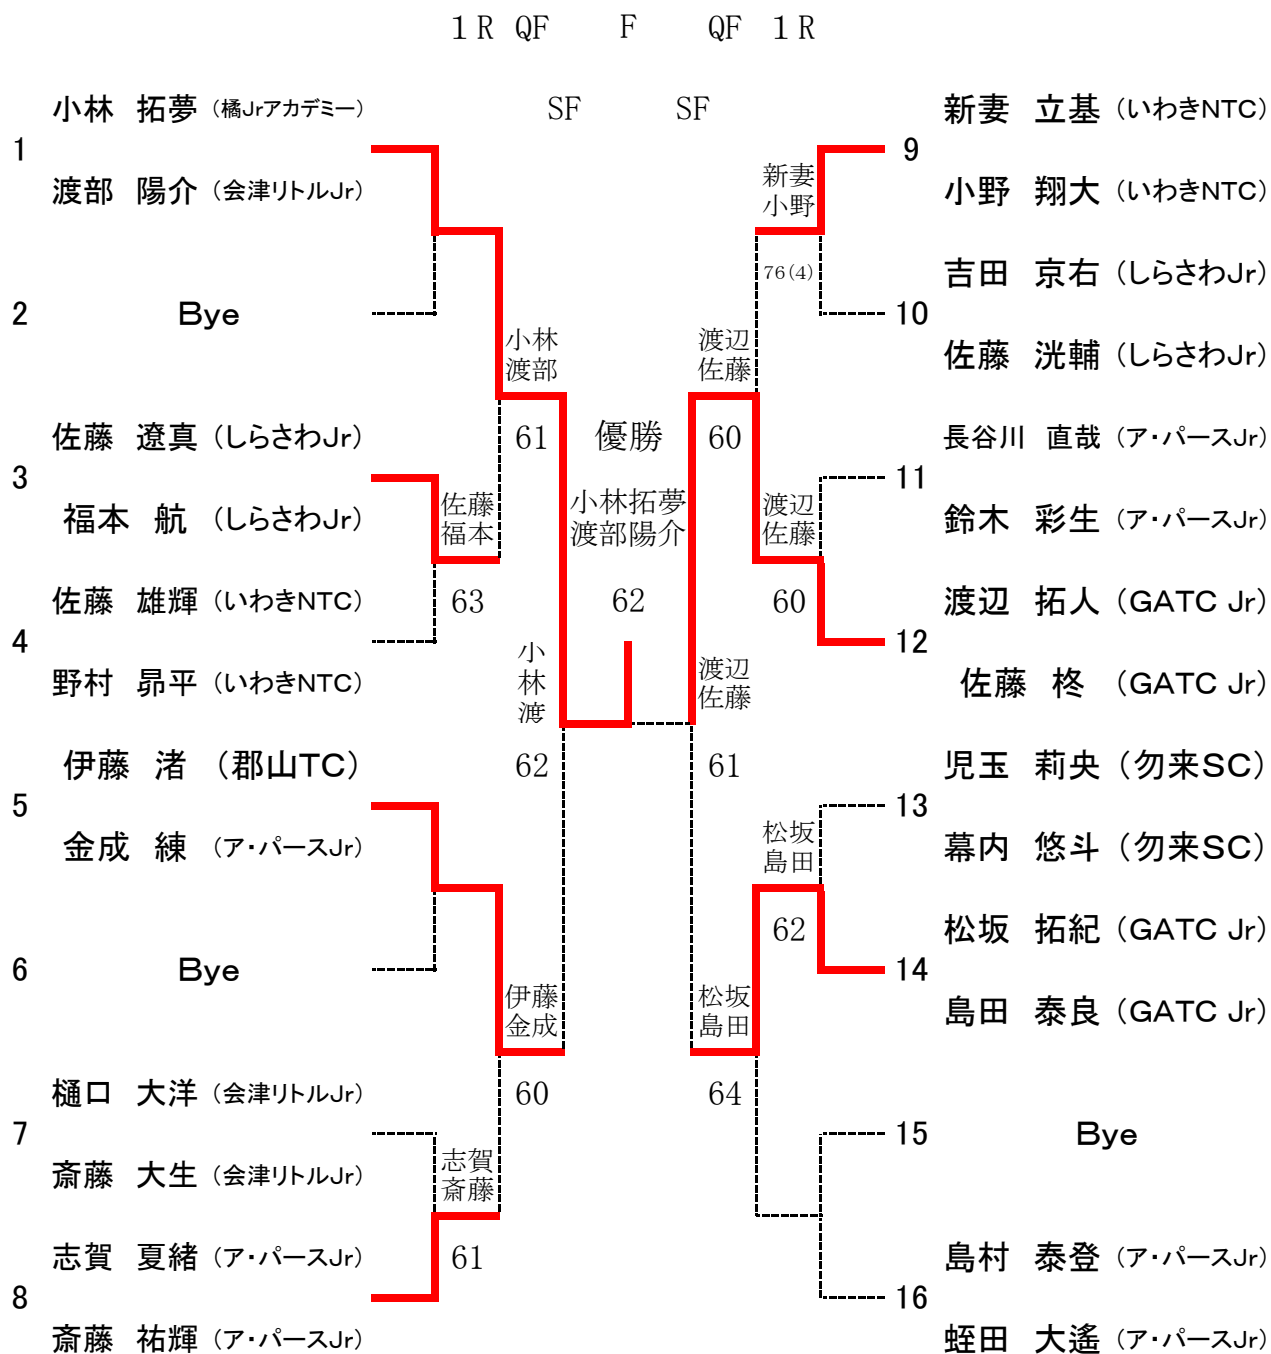 １Ｒ QF F QF １Ｒ
SF SF
小林 拓夢 (橘Jrアカデミー)
1
渡部 陽介 (会津リトルJr)
2 Bye
佐藤 遼真 (しらさわJr)
3
福本 航 (しらさわJr)
佐藤 雄輝 (いわきNTC)
4
野村 昴平 (いわきNTC)
伊藤 渚 (郡山TC)
5
金成 練 (ア・パースJr)
6 Bye
樋口 大洋 (会津リトルJr)
7
斎藤 大生 (会津リトルJr)
志賀 夏緒 (ア・パースJr)
8
斎藤 祐輝 (ア・パースJr)
佐藤
福本
63
志賀
斎藤
61
小林
渡部
61
伊藤
金成
60
小
林
渡
62
優勝
小林拓夢
渡部陽介
62
渡辺
佐藤
61
渡辺
佐藤
60
松坂
島田
64
新妻
小野
76(4)
渡辺
佐藤
60
松坂
島田
62
新妻 立基 (いわきNTC)
9
小野 翔大 (いわきNTC)
吉田 京右 (しらさわJr)
10
佐藤 洸輔 (しらさわJr)
長谷川 直哉 (ア・パースJr)
11
鈴木 彩生 (ア・パースJr)
渡辺 拓人 (GATC Jr)
12
佐藤 柊 (GATC Jr)
児玉 莉央 (勿来SC)
13
幕内 悠斗 (勿来SC)
松坂 拓紀 (GATC Jr)
14
島田 泰良 (GATC Jr)
15 Bye
島村 泰登 (ア・パースJr)
16
蛭田 大遙 (ア・パースJr)